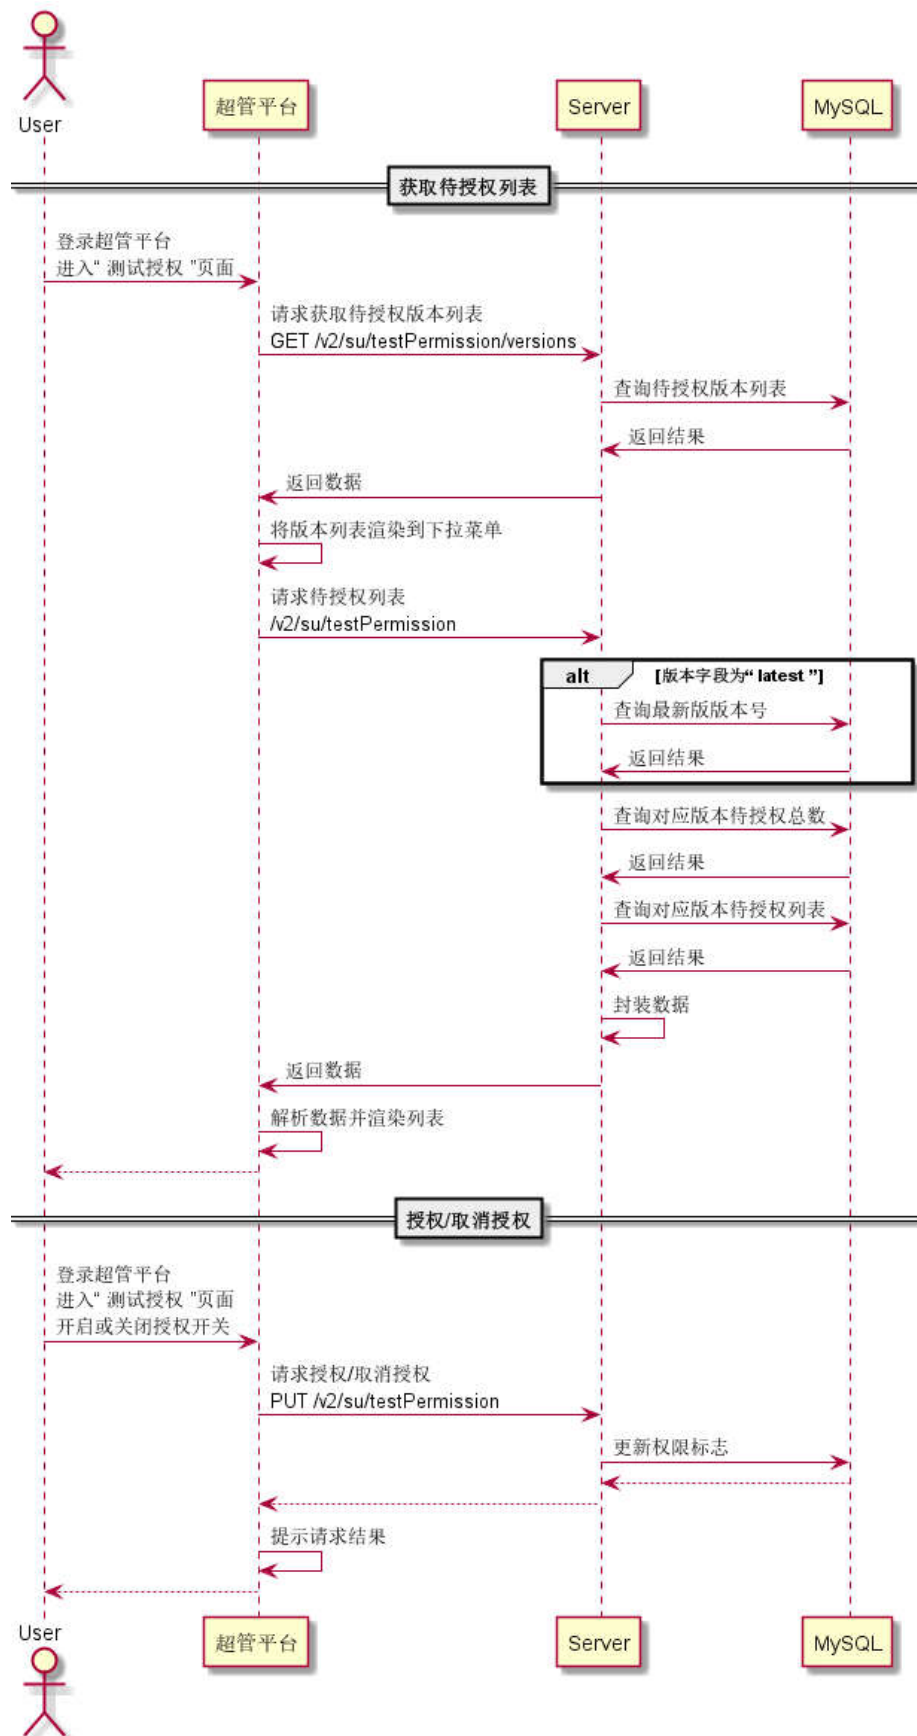 User
超管平台
Server
MySQL
获取待授权列表
登录超管平台
进入“ 测试授权 ”页面
请求获取待授权版本列表
GET /v2/su/testPermission/versions
查询待授权版本列表
返回结果
返回数据
将版本列表渲染到下拉菜单
请求待授权列表
/v2/su/testPermission
alt
[版本字段为“ latest ”]
查询最新版版本号
返回结果
查询对应版本待授权总数
返回结果
查询对应版本待授权列表
返回结果
封装数据
返回数据
解析数据并渲染列表
授权/取消授权
登录超管平台
进入“ 测试授权 ”页面
开启或关闭授权开关
请求授权/取消授权
PUT /v2/su/testPermission
更新权限标志
提示请求结果
User
超管平台
Server
MySQL